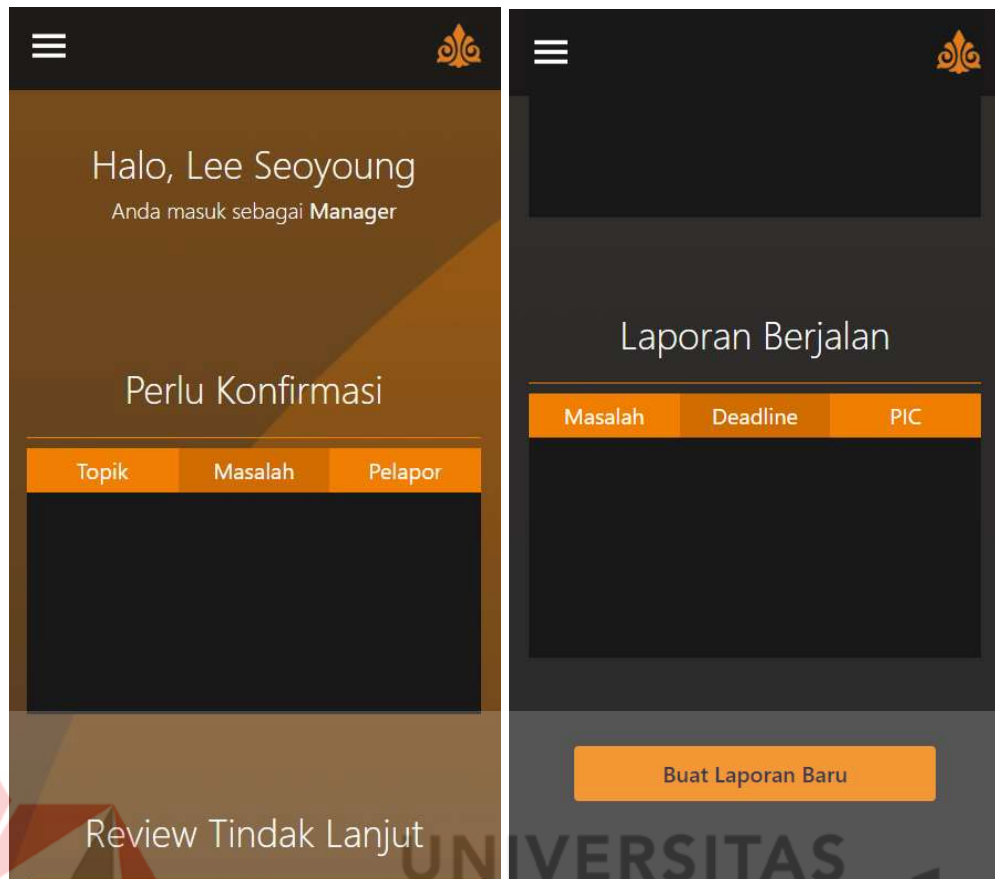 Halo, Lee Seoyoung
Anda masuk sebagai Manager
Perlu Konfirmasi
Topik Masalah Pelapor
Review Tindak Lanjut
Laporan Berjalan
Masalah Deadline PIC
Buat Laporan Baru
UNIVERSITAS